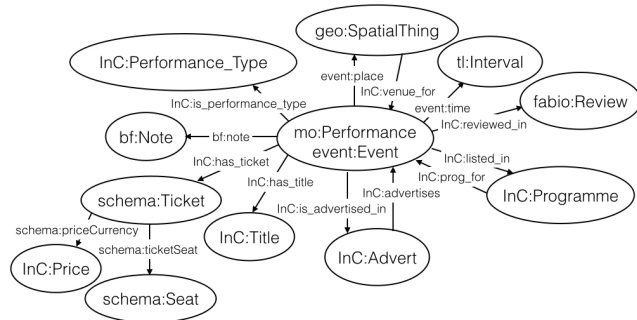 geo:SpatialThing
InC:Performance_Type
tl:Interval
event:place
InC:venue_for
fabio:Review
InC:is_performance_type
event:time
InC:reviewed_in
bf:Note
bf:note
mo:Performance
event:Event
InC:listed_in
InC:has_ticket
InC:prog_for
InC:has_title
InC:advertises
InC:Programme
schema:Ticket
InC:is_advertised_in
schema:priceCurrency
InC:Title
schema:ticketSeat
InC:Advert
InC:Price
schema:Seat